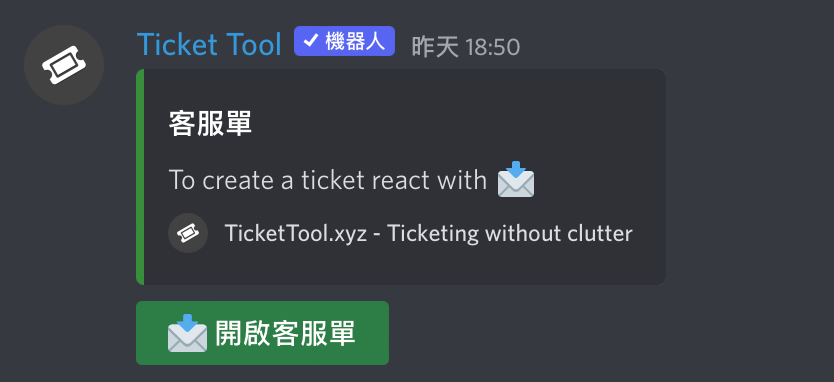 Ticket Tool ✓ 機器人 昨天 18:50
客服單
To create a ticket react with 📩
TicketTool.xyz - Ticketing without clutter
📩 開啟客服單